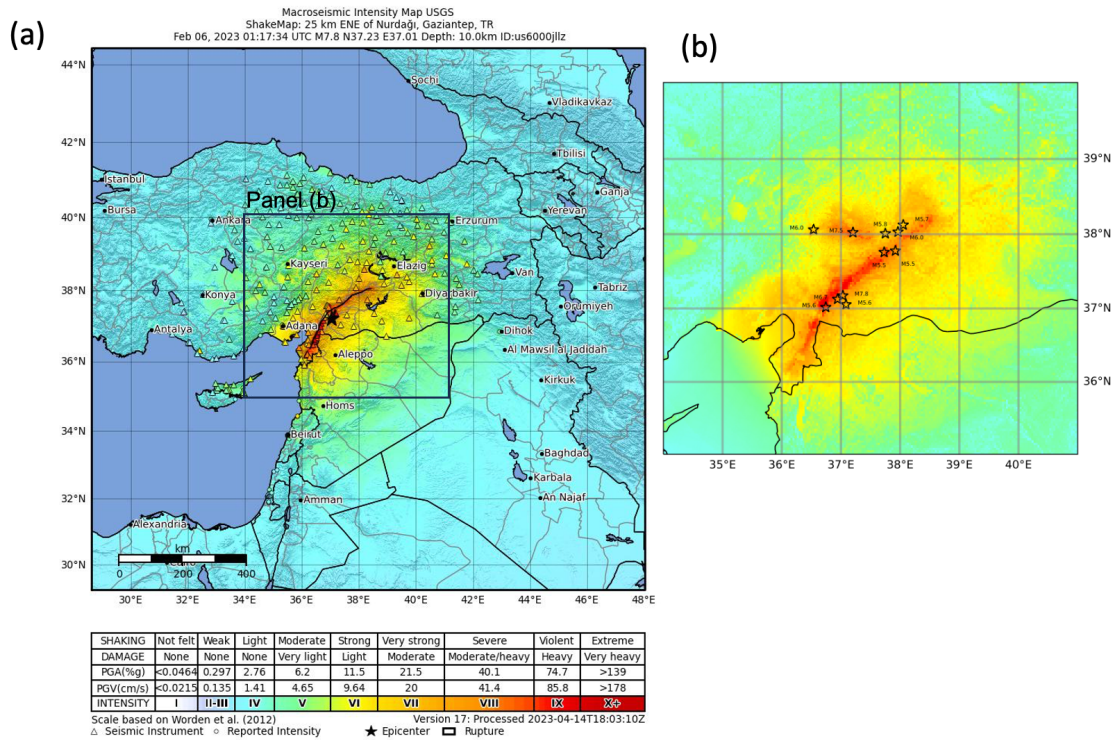 (a)
Macroseismic Intensity Map USGS
ShakeMap: 25 km ENE of Nurdağı, Gaziantep, TR
Feb 06, 2023 01:17:34 UTC M7.8 N37.23 E37.01 Depth: 10.0km ID:us6000jllz
44°N
42°N
40°N
38°N
36°N
34°N
32°N
30°N
Sochi
Vladikavkaz
Tbilisi
Istanbul
Ganja
Bursa
Panel (b)
Ankara
Erzurum
Yerevan
Kayseri
Elazig
Van
Konya
Diyarbakir
Tabriz
Orumiyeh
Antalya
Adana
Dihok
Aleppo
Al Mawsil al Jadidah
Kirkuk
Homs
Beirut
Baghdad
Karbala
Amman
An Najaf
Alexandria
km
0 200 400
30°E 32°E 34°E 36°E 38°E 40°E 42°E 44°E 46°E 48°E
SHAKING Not felt Weak Light Moderate Strong Very strong Severe Violent Extreme
DAMAGE None None None Very light Light Moderate Moderate/heavy Heavy Very heavy
PGA(%g) <0.0464 0.297 2.76 6.2 11.5 21.5 40.1 74.7 >139
PGV(cm/s) <0.0215 0.135 1.41 4.65 9.64 20 41.4 85.8 >178
INTENSITY I II-III IV V VI VII VIII IX X+
Scale based on Worden et al. (2012) Version 17: Processed 2023-04-14T18:03:10Z
△ Seismic Instrument ○ Reported Intensity ★ Epicenter Rupture
(b)
39°N
38°N
37°N
36°N
M5.7
M6.0 M7.5 M5.8
M6.0
M5.5 M5.5
M7.8
M5.6 M5.6
35°E 36°E 37°E 38°E 40°E